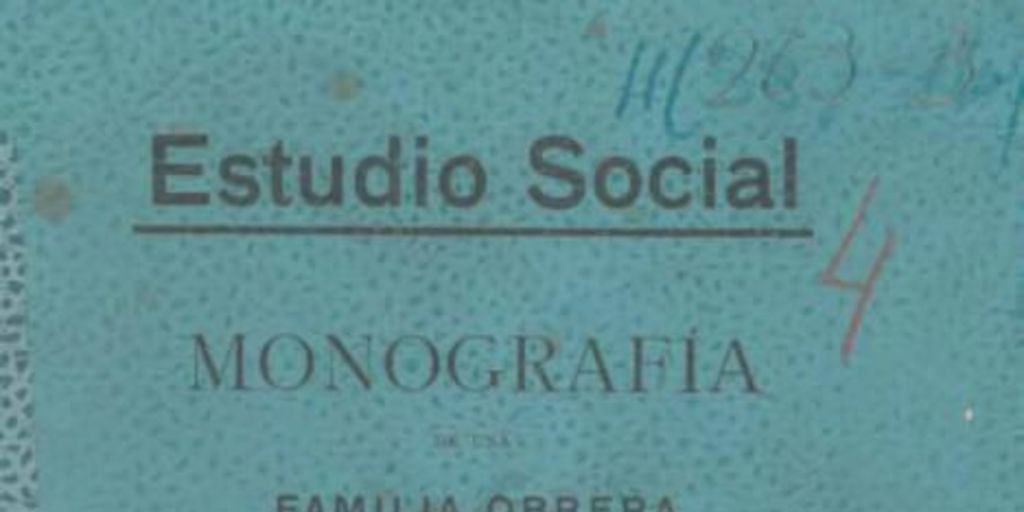 Estudio Social
4
MONOGRAFÍA
DE UNA
FAMILIA OBRERA